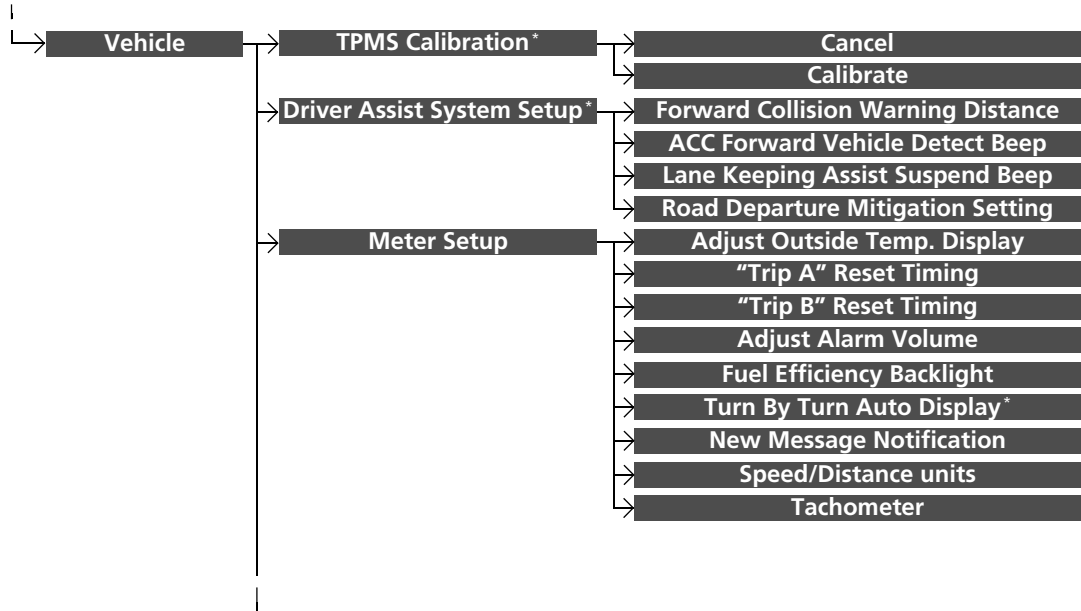 Vehicle
TPMS Calibration*
Cancel
Calibrate
Driver Assist System Setup*
Forward Collision Warning Distance
ACC Forward Vehicle Detect Beep
Lane Keeping Assist Suspend Beep
Road Departure Mitigation Setting
Meter Setup
Adjust Outside Temp. Display
“Trip A” Reset Timing
“Trip B” Reset Timing
Adjust Alarm Volume
Fuel Efficiency Backlight
Turn By Turn Auto Display*
New Message Notification
Speed/Distance units
Tachometer